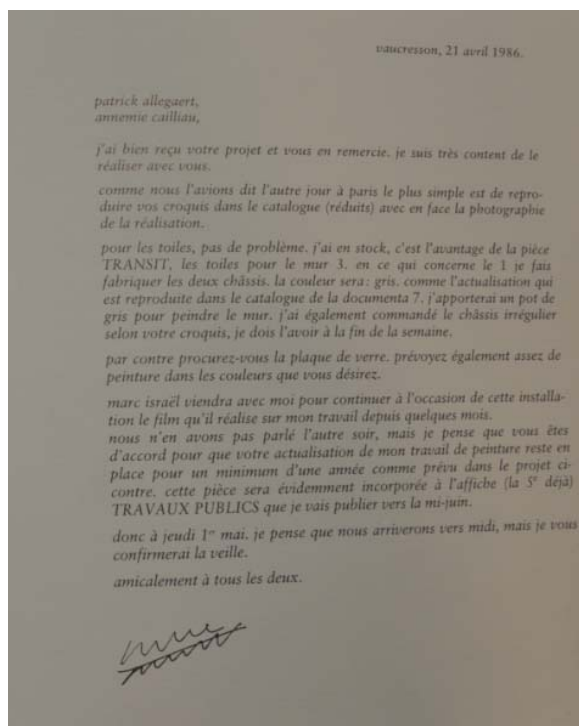 vaucresson, 21 avril 1986.
patrick allegaert,
annemie cailliau,
j'ai bien reçu votre projet et vous en remercie. je suis très content de le
réaliser avec vous.
comme nous l'avions dit l'autre jour à paris le plus simple est de repro-
duire vos croquis dans le catalogue (réduits) avec en face la photographie
de la réalisation.
pour les toiles, pas de problème. j'ai en stock, c'est l'avantage de la pièce
TRANSIT, les toiles pour le mur 3. en ce qui concerne le 1 je fais
fabriquer les deux châssis. la couleur sera: gris. comme l'actualisation qui
est reproduite dans le catalogue de la documenta 7. j'apporterai un pot de
gris pour peindre le mur. j'ai également commandé le châssis irrégulier
selon votre croquis, je dois l'avoir à la fin de la semaine.
par contre procurez-vous la plaque de verre. prévoyez également assez de
peinture dans les couleurs que vous désirez.
marc israël viendra avec moi pour continuer à l'occasion de cette installa-
tion le film qu'il réalise sur mon travail depuis quelques mois.
nous n'en avons pas parlé l'autre soir, mais je pense que vous êtes
d'accord pour que votre actualisation de mon travail de peinture reste en
place pour un minimum d'une année comme prévu dans le projet ci-
contre. cette pièce sera évidemment incorporée à l'affiche (la 5e déjà)
TRAVAUX PUBLICS que je vais publier vers la mi-juin.
donc à jeudi 1er mai. je pense que nous arriverons vers midi, mais je vous
confirmerai la veille.
amicalement à tous les deux.